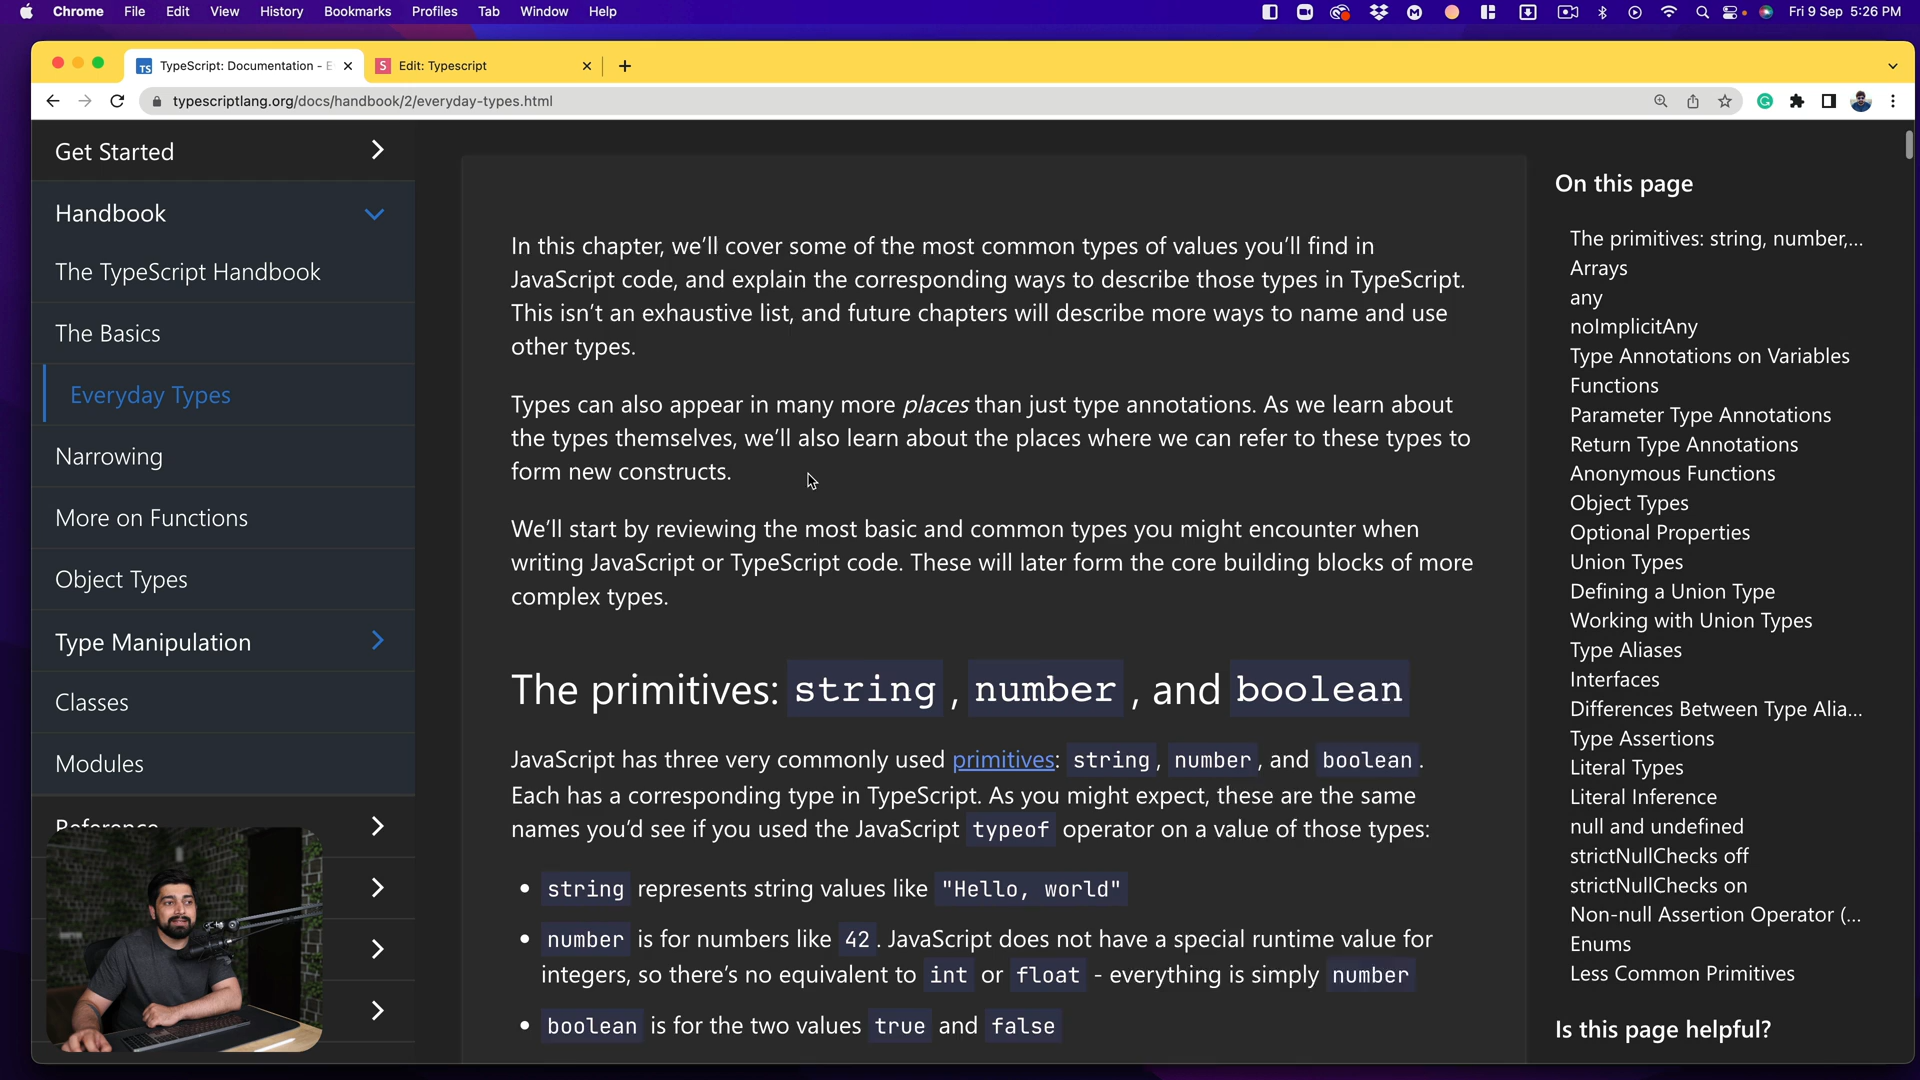 Chrome File Edit View History Bookmarks Profiles Tab Window Help Fri 9 Sep 5:26 PM
TypeScript: Documentation - E
Edit: Typescript
typescriptlang.org/docs/handbook/2/everyday-types.html
Get Started
Handbook
The TypeScript Handbook
The Basics
Everyday Types
Narrowing
More on Functions
Object Types
Type Manipulation
Classes
Modules
Reference
In this chapter, we'll cover some of the most common types of values you'll find in
JavaScript code, and explain the corresponding ways to describe those types in TypeScript.
This isn't an exhaustive list, and future chapters will describe more ways to name and use
other types.
Types can also appear in many more places than just type annotations. As we learn about
the types themselves, we'll also learn about the places where we can refer to these types to
form new constructs.
We'll start by reviewing the most basic and common types you might encounter when
writing JavaScript or TypeScript code. These will later form the core building blocks of more
complex types.
The primitives: string, number, and boolean
JavaScript has three very commonly used primitives: string, number, and boolean.
Each has a corresponding type in TypeScript. As you might expect, these are the same
names you'd see if you used the JavaScript typeof operator on a value of those types:
• string represents string values like "Hello, world"
• number is for numbers like 42. JavaScript does not have a special runtime value for
integers, so there's no equivalent to int or float - everything is simply number
• boolean is for the two values true and false
On this page
The primitives: string, number,...
Arrays
any
noImplicitAny
Type Annotations on Variables
Functions
Parameter Type Annotations
Return Type Annotations
Anonymous Functions
Object Types
Optional Properties
Union Types
Defining a Union Type
Working with Union Types
Type Aliases
Interfaces
Differences Between Type Alia...
Type Assertions
Literal Types
Literal Inference
null and undefined
strictNullChecks off
strictNullChecks on
Non-null Assertion Operator (...
Enums
Less Common Primitives
Is this page helpful?